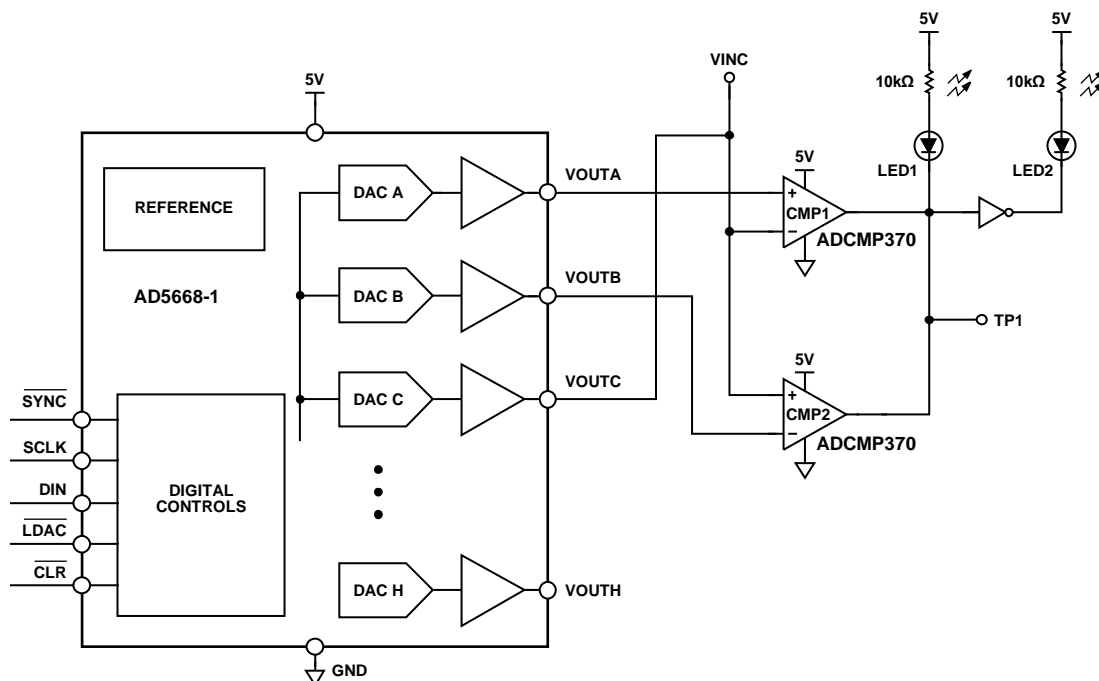 5V
5V
VINC
10kΩ
10kΩ
5V
LED1
LED2
REFERENCE
DAC A
VOUTA
5V
+
CMP1
−
ADCMP370
AD5668-1
DAC B
VOUTB
TP1
5V
DAC C
VOUTC
+
CMP2
−
ADCMP370
SYNC
SCLK
DIN
LDAC
CLR
DIGITAL
CONTROLS
DAC H
VOUTH
GND